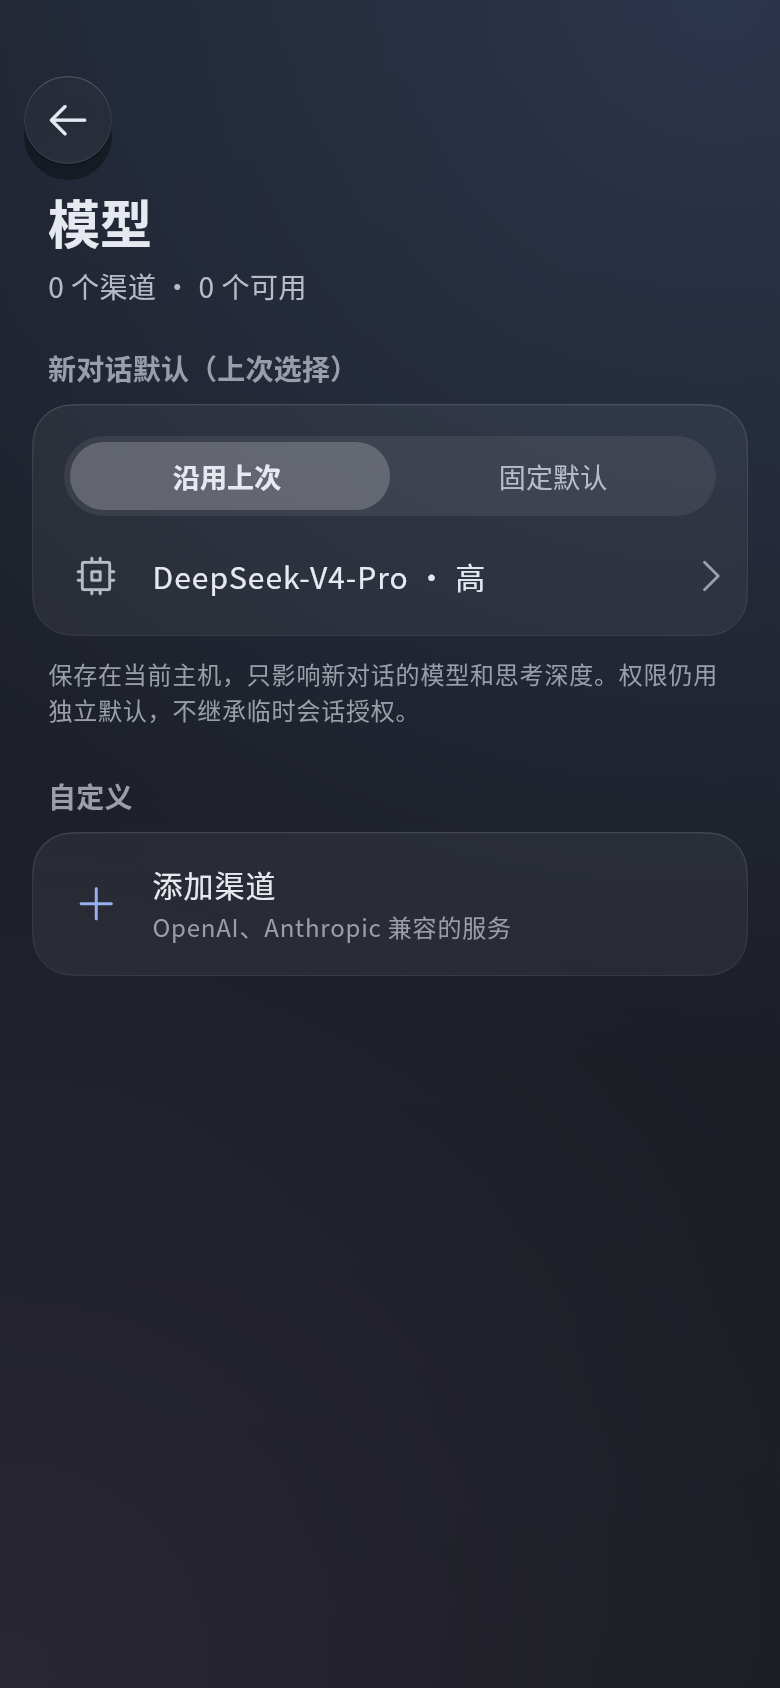 模型
0 个渠道 · 0 个可用
新对话默认（上次选择）
沿用上次
固定默认
DeepSeek-V4-Pro · 高
保存在当前主机，只影响新对话的模型和思考深度。权限仍用
独立默认，不继承临时会话授权。
自定义
添加渠道
OpenAI、Anthropic 兼容的服务